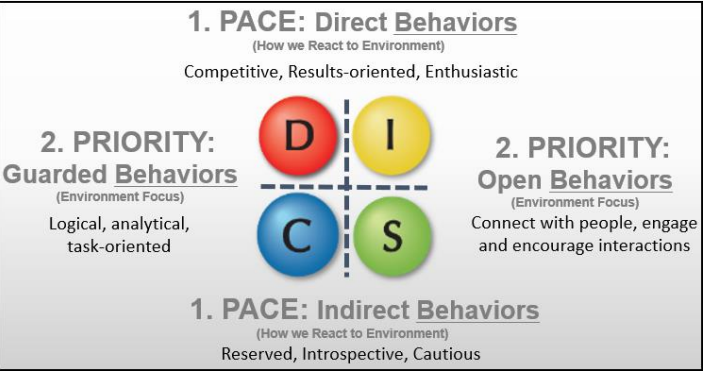 1. PACE: Direct Behaviors
(How we React to Environment)
Competitive, Results-oriented, Enthusiastic
D
I
2. PRIORITY:
Guarded Behaviors
(Environment Focus)
Logical, analytical,
task-oriented
2. PRIORITY:
Open Behaviors
(Environment Focus)
Connect with people, engage
and encourage interactions
C
S
1. PACE: Indirect Behaviors
(How we React to Environment)
Reserved, Introspective, Cautious